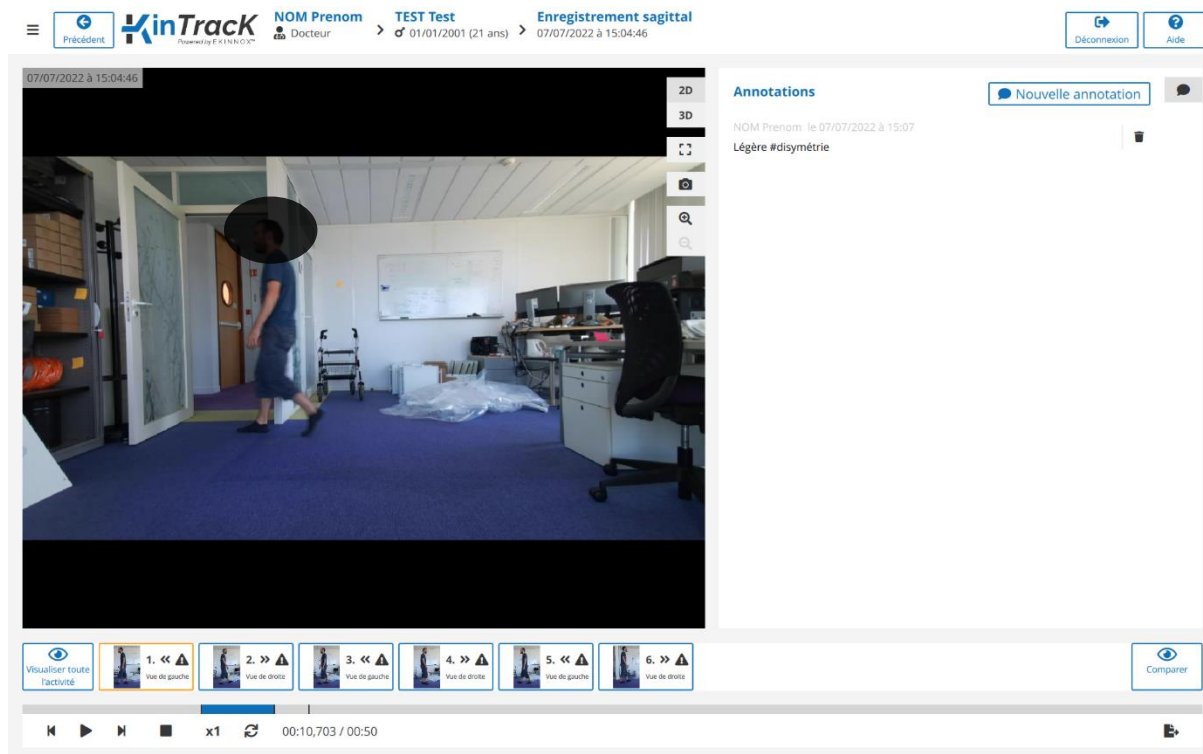 Précédent
KinTracK
Powered by EKINNOX™
NOM Prenom
Docteur
TEST Test
01/01/2001 (21 ans)
Enregistrement sagittal
07/07/2022 à 15:04:46
Déconnexion
Aide
07/07/2022 à 15:04:46
2D
3D
Annotations
Nouvelle annotation
NOM Prenom le 07/07/2022 à 15:07
Légère #disymétrie
Visualiser toute
l'activité
1. «
Vue de gauche
2. »
Vue de droite
3. «
Vue de gauche
4. »
Vue de droite
5. «
Vue de gauche
6. »
Vue de droite
Comparer
x1
00:10,703 / 00:50